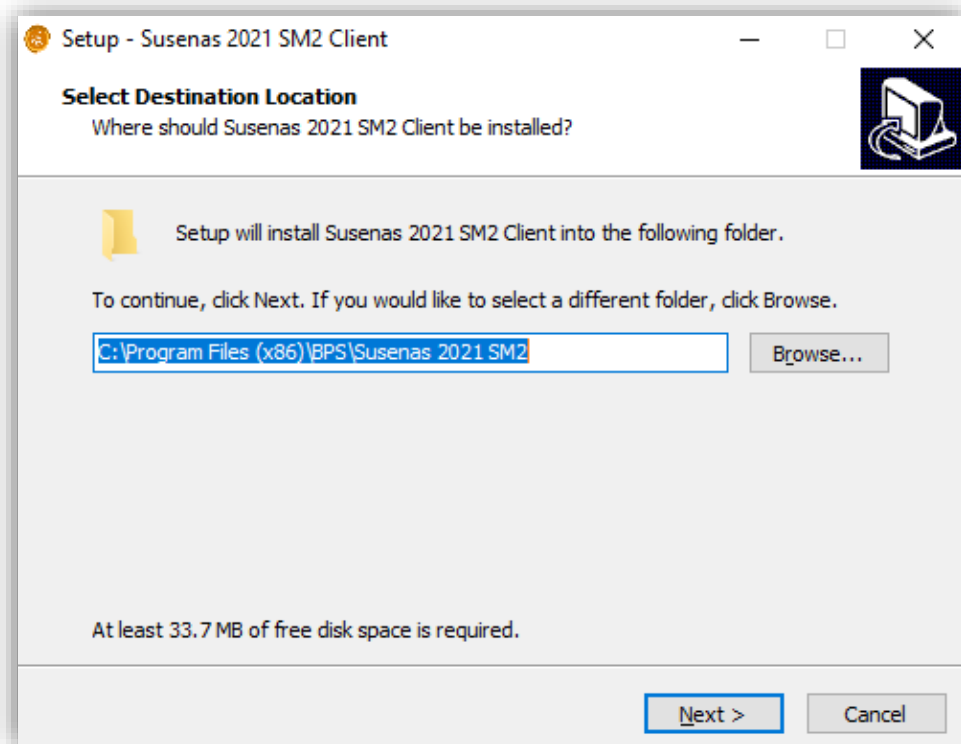 Setup - Susenas 2021 SM2 Client
Select Destination Location
Where should Susenas 2021 SM2 Client be installed?
Setup will install Susenas 2021 SM2 Client into the following folder.
To continue, click Next. If you would like to select a different folder, click Browse.
C:\Program Files (x86)\BPS\Susenas 2021 SM2
Browse...
At least 33.7 MB of free disk space is required.
Next >
Cancel